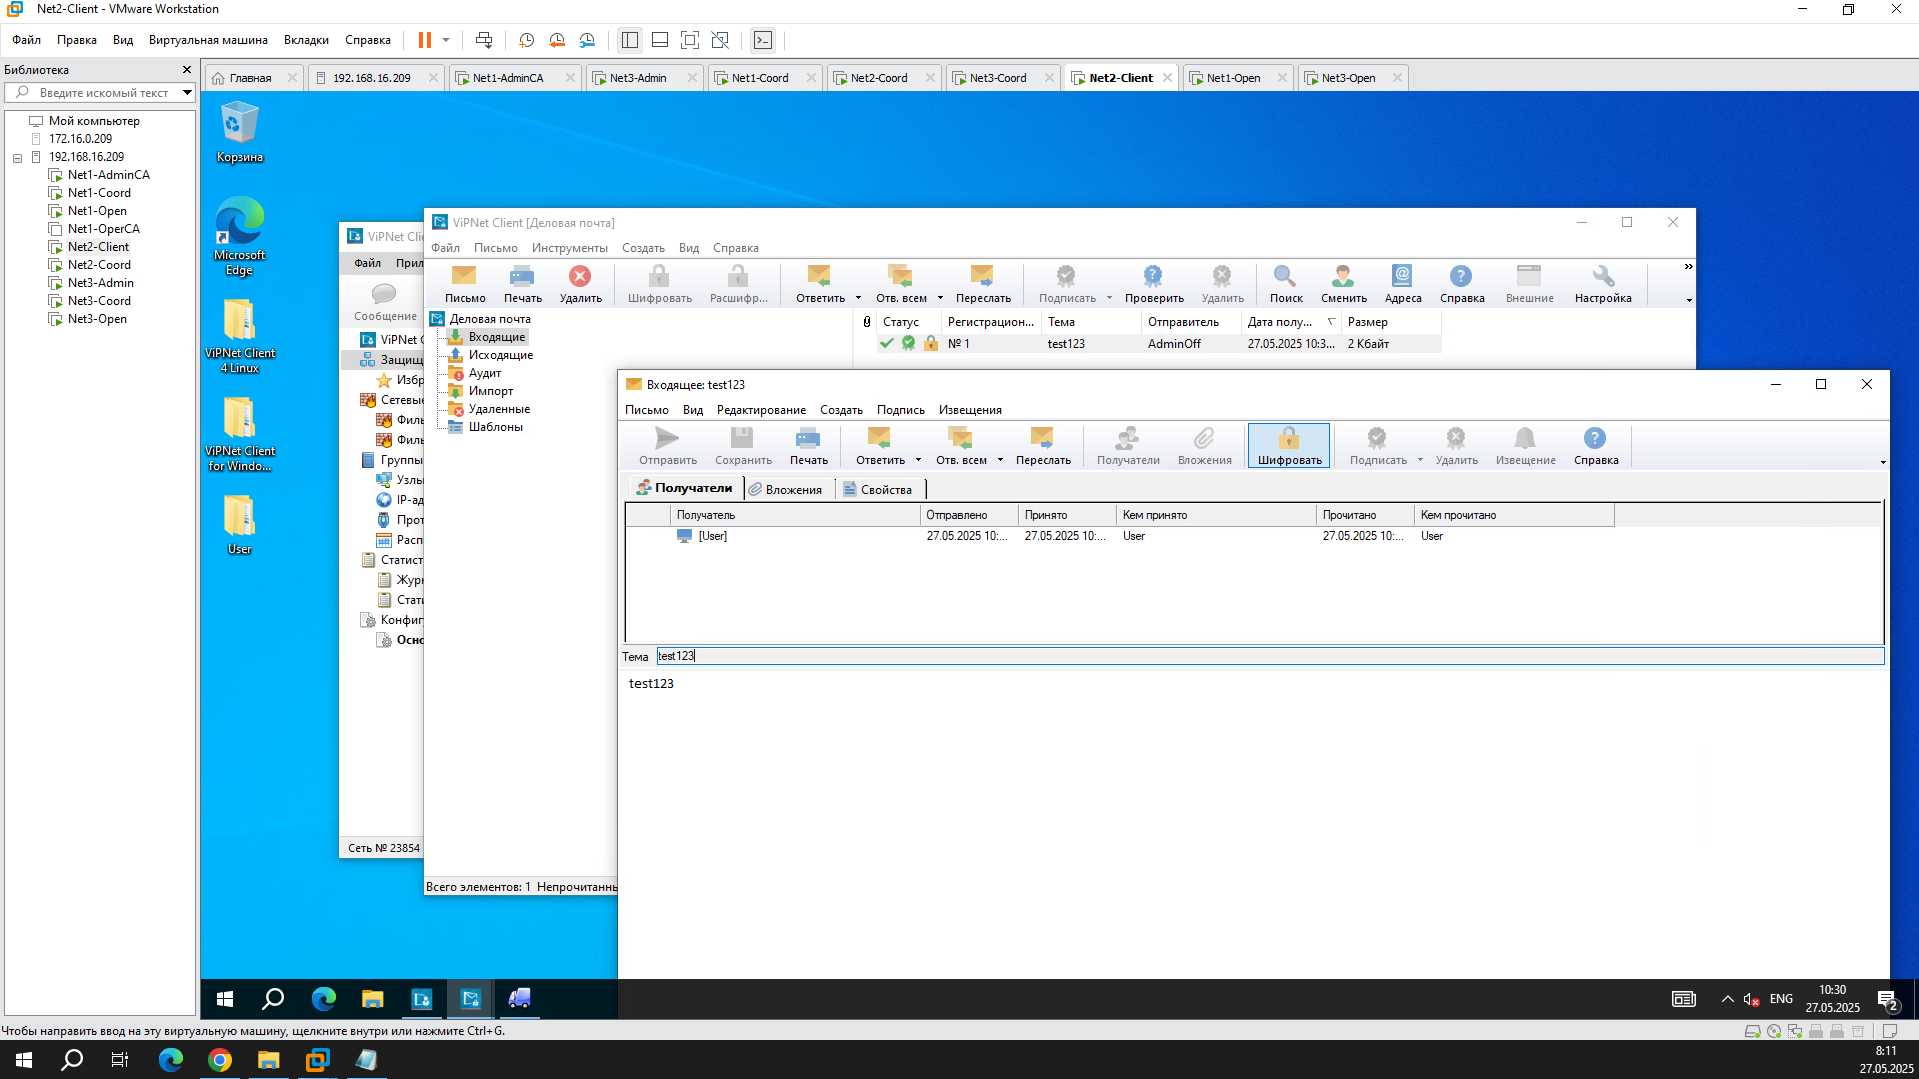 Net2-Client - VMware Workstation
Файл Правка Вид Виртуальная машина Вкладки Справка
Библиотека
Введите искомый текст
Мой компьютер
172.16.0.209
192.168.16.209
Net1-AdminCA
Net1-Coord
Net1-Open
Net1-OperCA
Net2-Client
Net2-Coord
Net3-Admin
Net3-Coord
Net3-Open
Главная 192.168.16.209 Net1-AdminCA Net3-Admin Net1-Coord Net2-Coord Net3-Coord Net2-Client Net1-Open Net3-Open
Корзина
Microsoft
Edge
ViPNet Client
4 Linux
ViPNet Client
for Windo...
User
ViPNet Clie
Файл Прил
Сообщение
ViPNet C
Защищ
Избр
Сетевые
Филь
Филь
Группы
Узлы
IP-ад
Прот
Расп
Статист
Журн
Стати
Конфиг
Осно
Сеть № 23854
ViPNet Client [Деловая почта]
Файл Письмо Инструменты Создать Вид Справка
Письмо Печать Удалить Шифровать Расшифр... Ответить Отв. всем Переслать Подписать Проверить Удалить Поиск Сменить Адреса Справка Внешние Настройка
Деловая почта
Входящие
Исходящие
Аудит
Импорт
Удаленные
Шаблоны
Статус Регистрацион... Тема Отправитель Дата полу... Размер
№ 1 test123 AdminOff 27.05.2025 10:3... 2 Кбайт
Всего элементов: 1 Непрочитанны
Входящее: test123
Письмо Вид Редактирование Создать Подпись Извещения
Отправить Сохранить Печать Ответить Отв. всем Переслать Получатели Вложения Шифровать Подписать Удалить Извещение Справка
Получатели Вложения Свойства
Получатель Отправлено Принято Кем принято Прочитано Кем прочитано
[User] 27.05.2025 10:... 27.05.2025 10:... User 27.05.2025 10:... User
Тема test123
test123
ENG
10:30
27.05.2025
2
Чтобы направить ввод на эту виртуальную машину, щелкните внутри или нажмите Ctrl+G.
8:11
27.05.2025